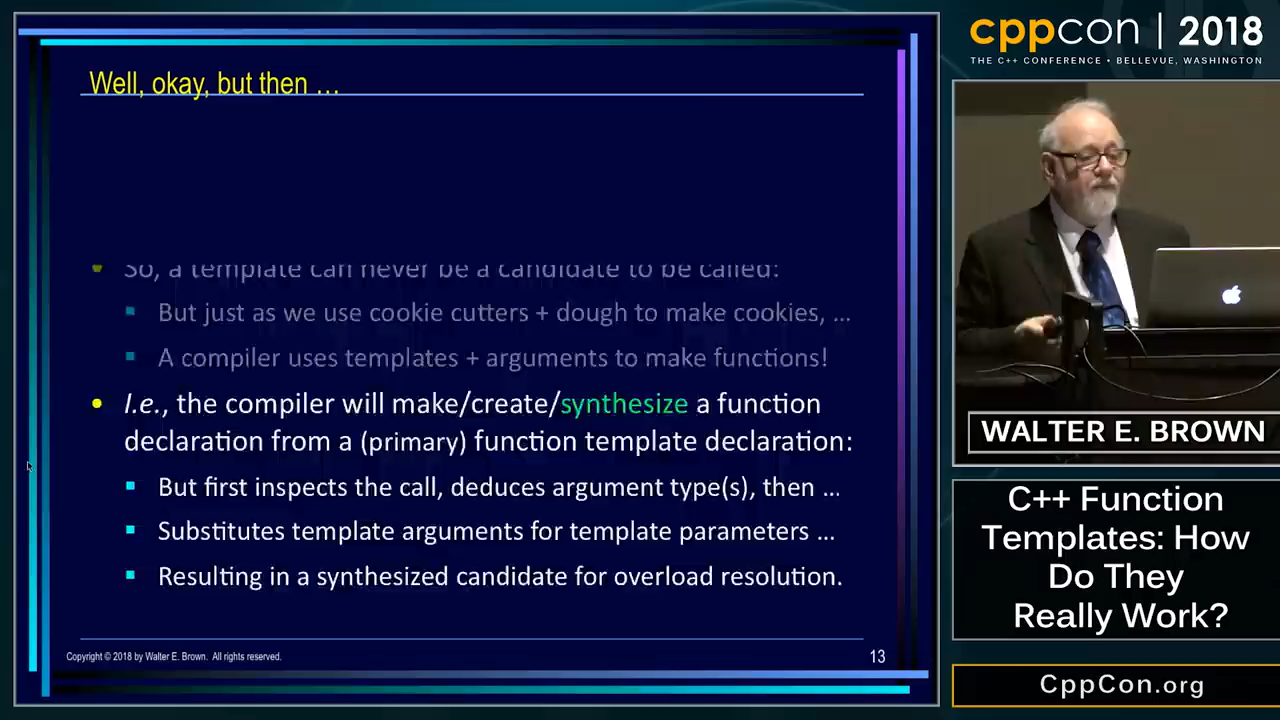 Well, okay, but then …
So, a template can never be a candidate to be called:
But just as we use cookie cutters + dough to make cookies, …
A compiler uses templates + arguments to make functions!
I.e., the compiler will make/create/synthesize a function
declaration from a (primary) function template declaration:
But first inspects the call, deduces argument type(s), then …
Substitutes template arguments for template parameters …
Resulting in a synthesized candidate for overload resolution.
Copyright © 2018 by Walter E. Brown. All rights reserved.
13
cppcon | 2018
THE C++ CONFERENCE • BELLEVUE, WASHINGTON
WALTER E. BROWN
C++ Function
Templates: How
Do They
Really Work?
CppCon.org